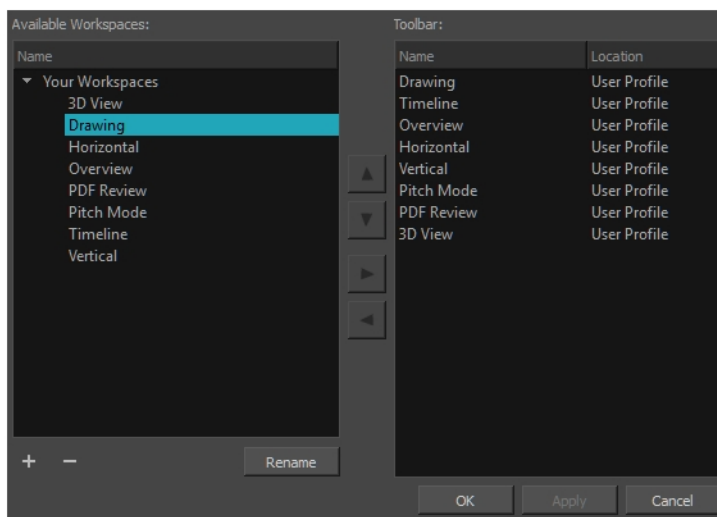 Available Workspaces:
Name
Your Workspaces
3D View
Drawing
Horizontal
Overview
PDF Review
Pitch Mode
Timeline
Vertical
+ −
Rename
Toolbar:
Name Location
Drawing User Profile
Timeline User Profile
Overview User Profile
Horizontal User Profile
Vertical User Profile
Pitch Mode User Profile
PDF Review User Profile
3D View User Profile
OK Apply Cancel